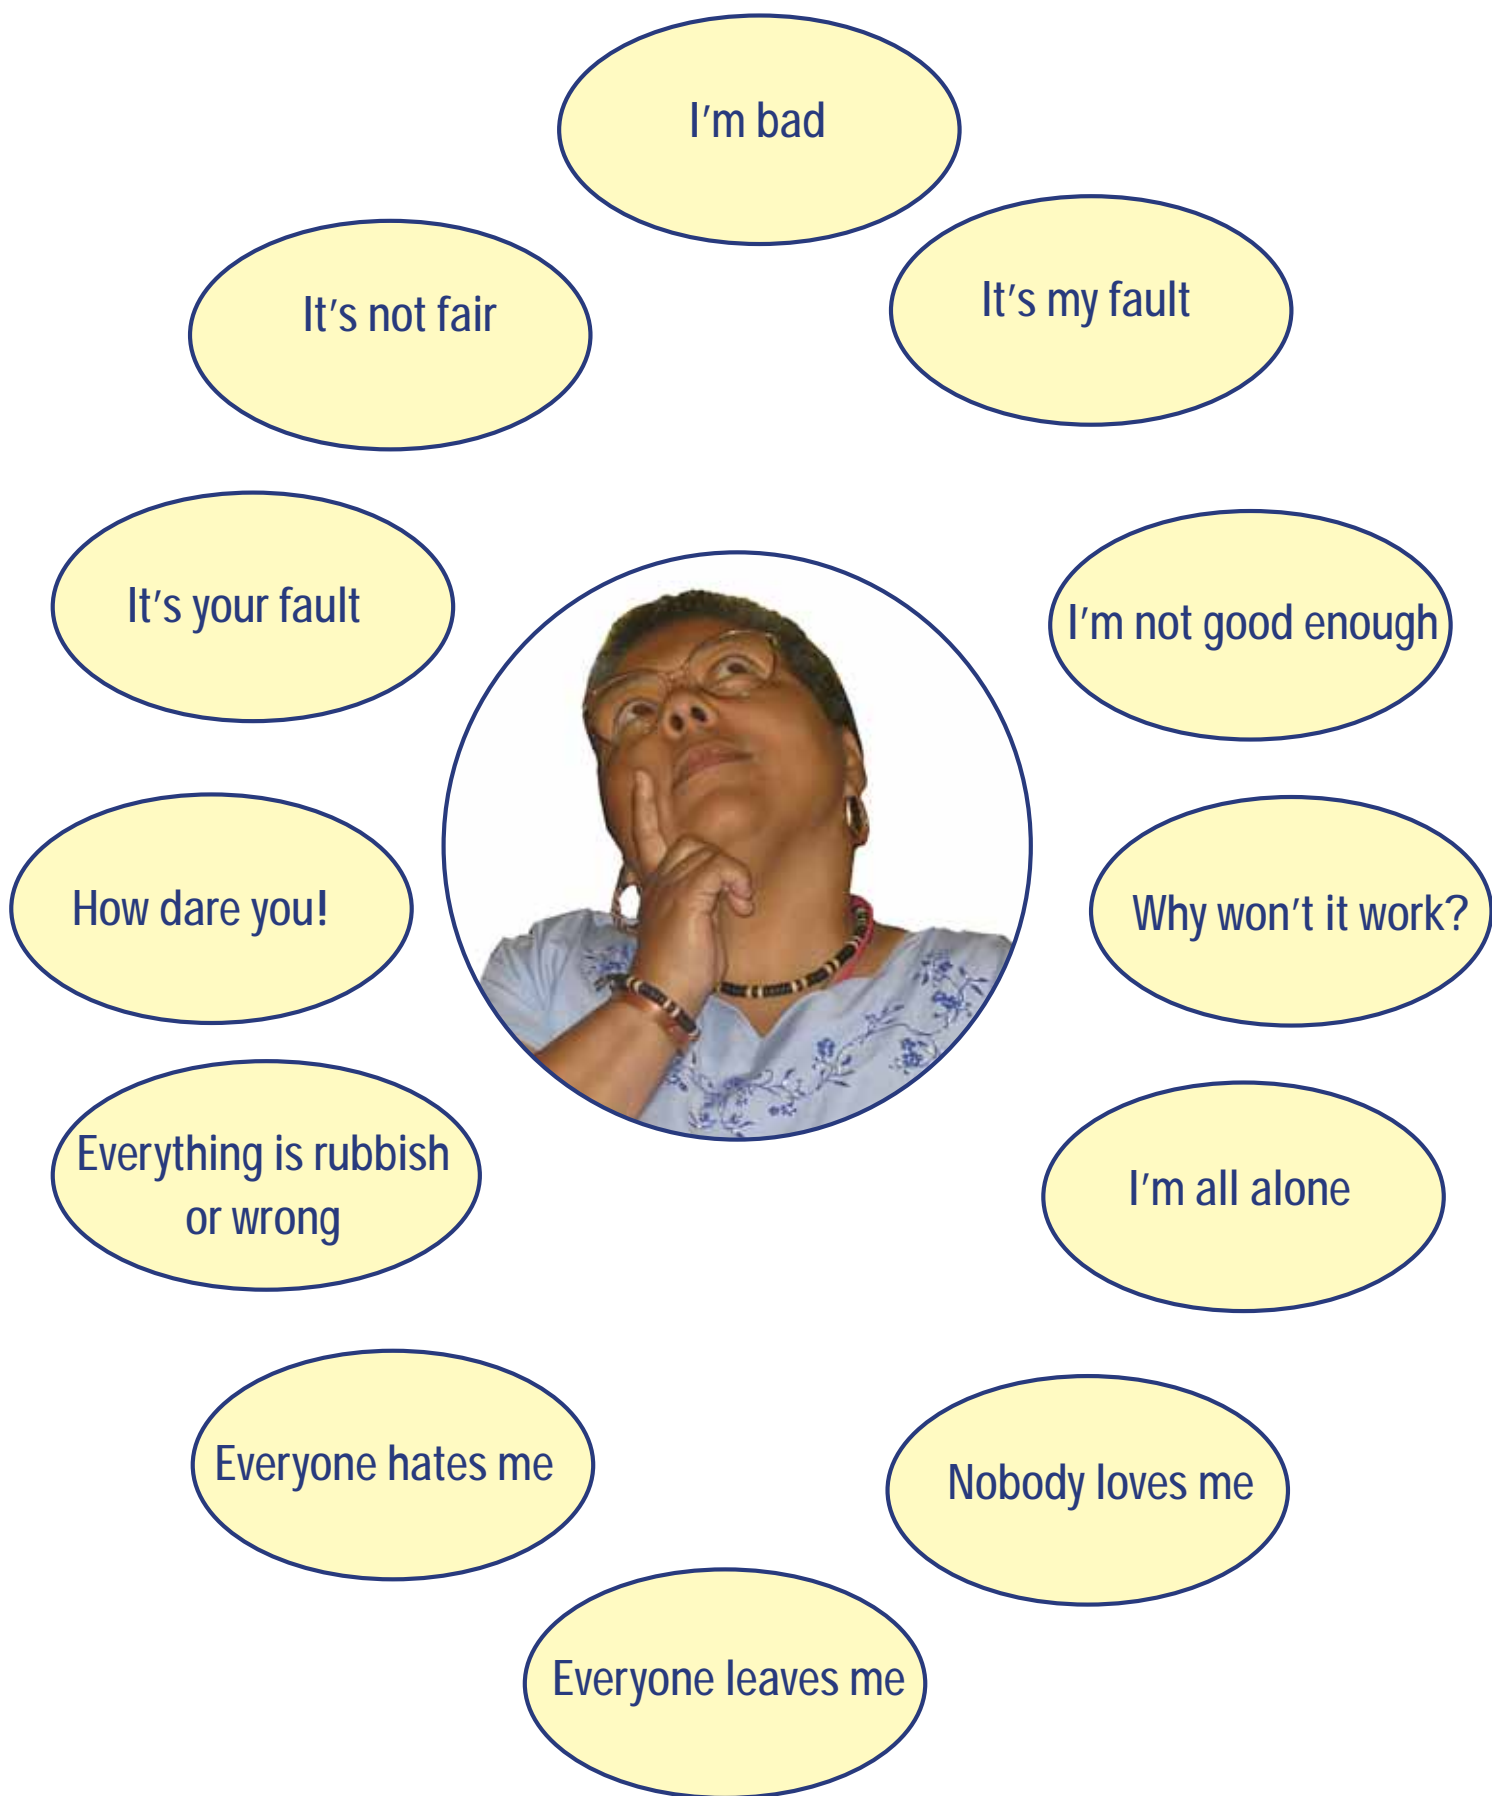 I'm bad
It's not fair
It's my fault
It's your fault
I'm not good enough
How dare you!
Why won't it work?
Everything is rubbish
or wrong
I'm all alone
Everyone hates me
Nobody loves me
Everyone leaves me